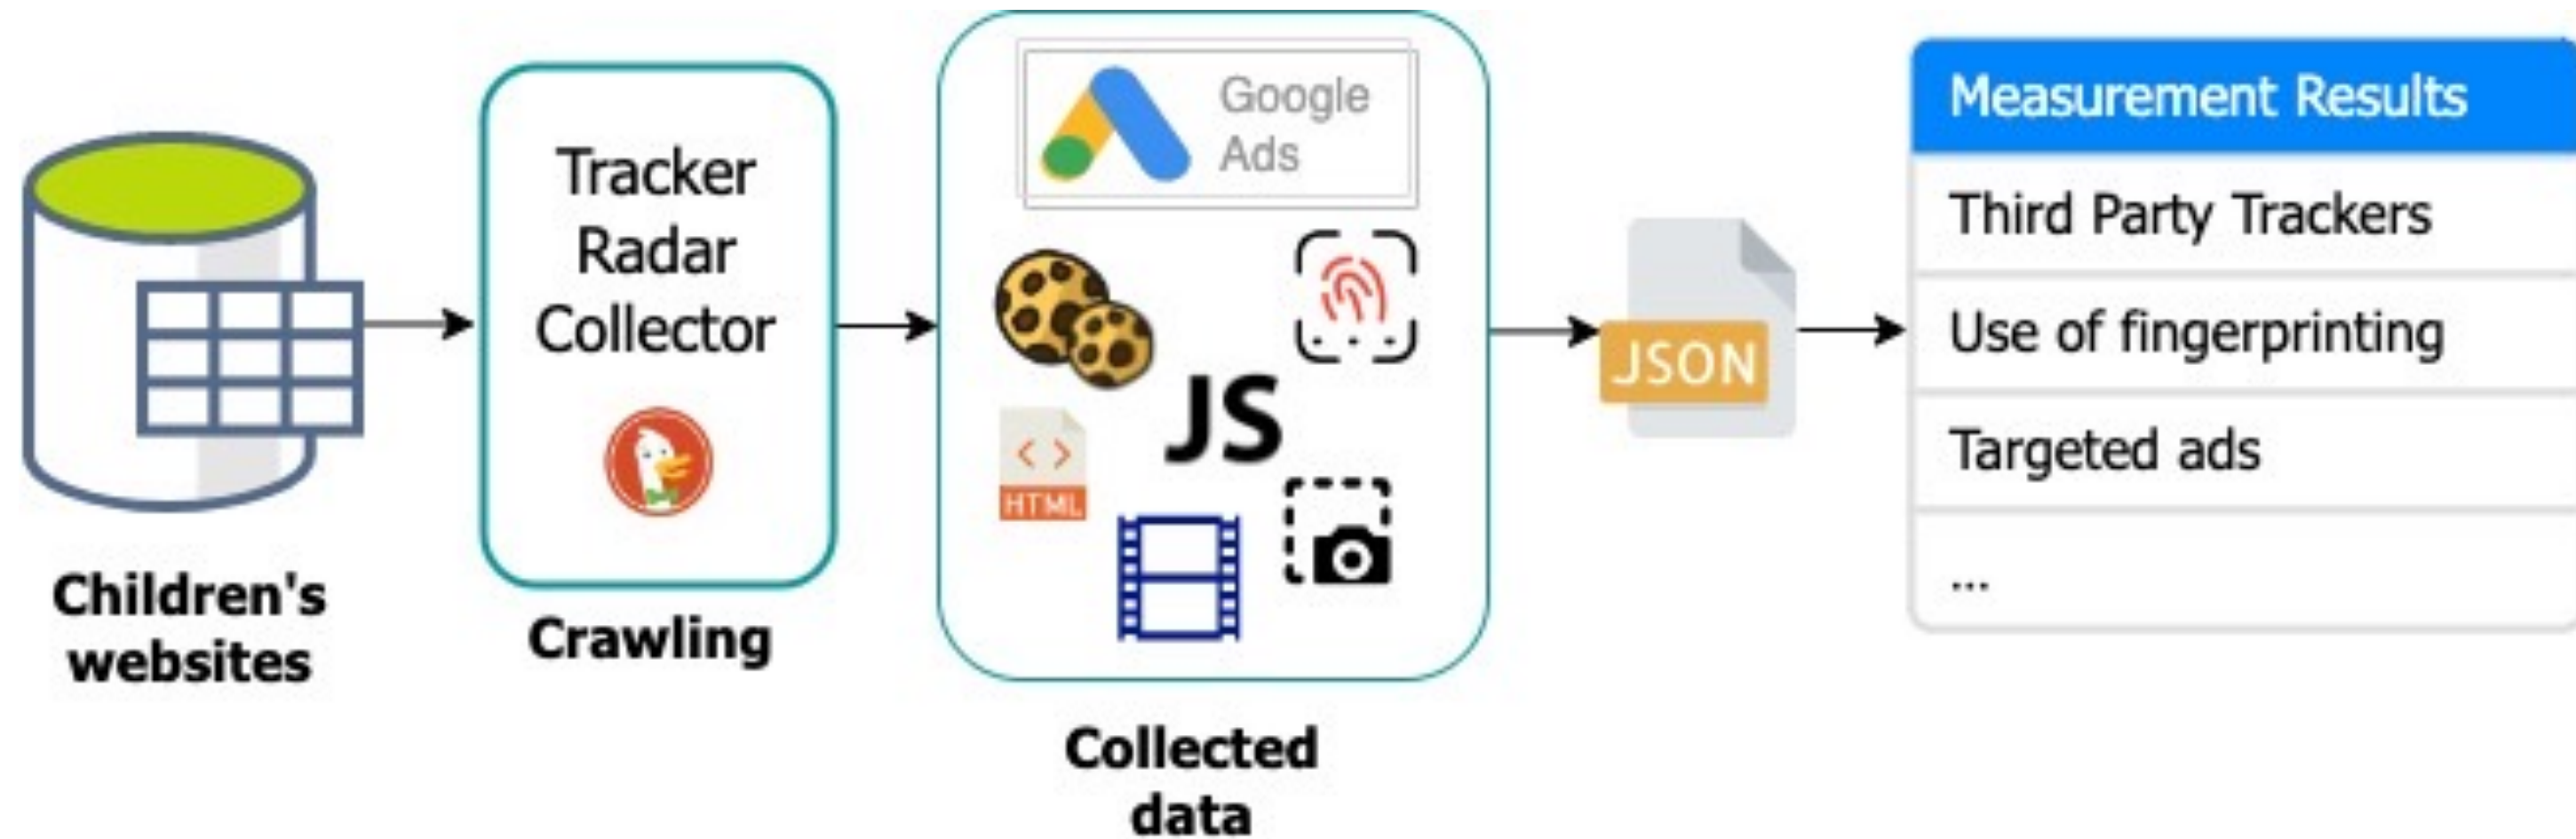 Children's
websites
Tracker
Radar
Collector
Crawling
Google
Ads
JS
HTML
Collected
data
JSON
Measurement Results
Third Party Trackers
Use of fingerprinting
Targeted ads
...